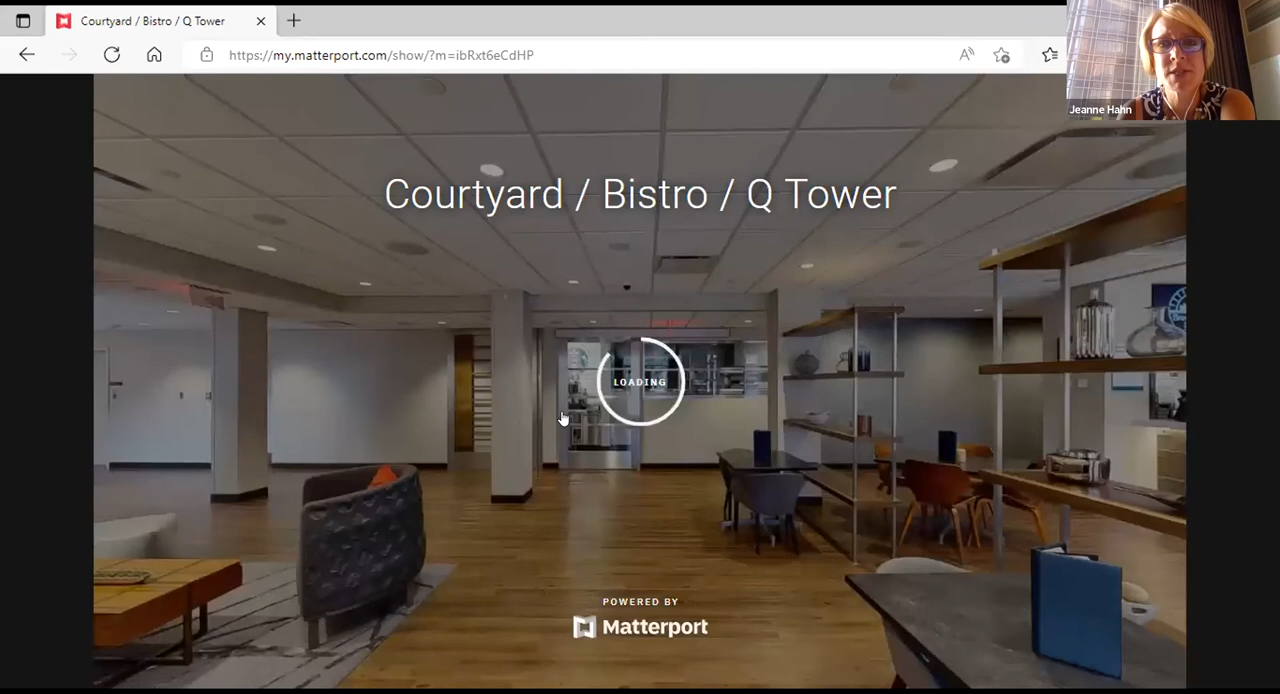 Courtyard / Bistro / Q Tower
https://my.matterport.com/show/?m=ibRxt6eCdHP
Jeanne Hahn
Courtyard / Bistro / Q Tower
LOADING
POWERED BY
Matterport